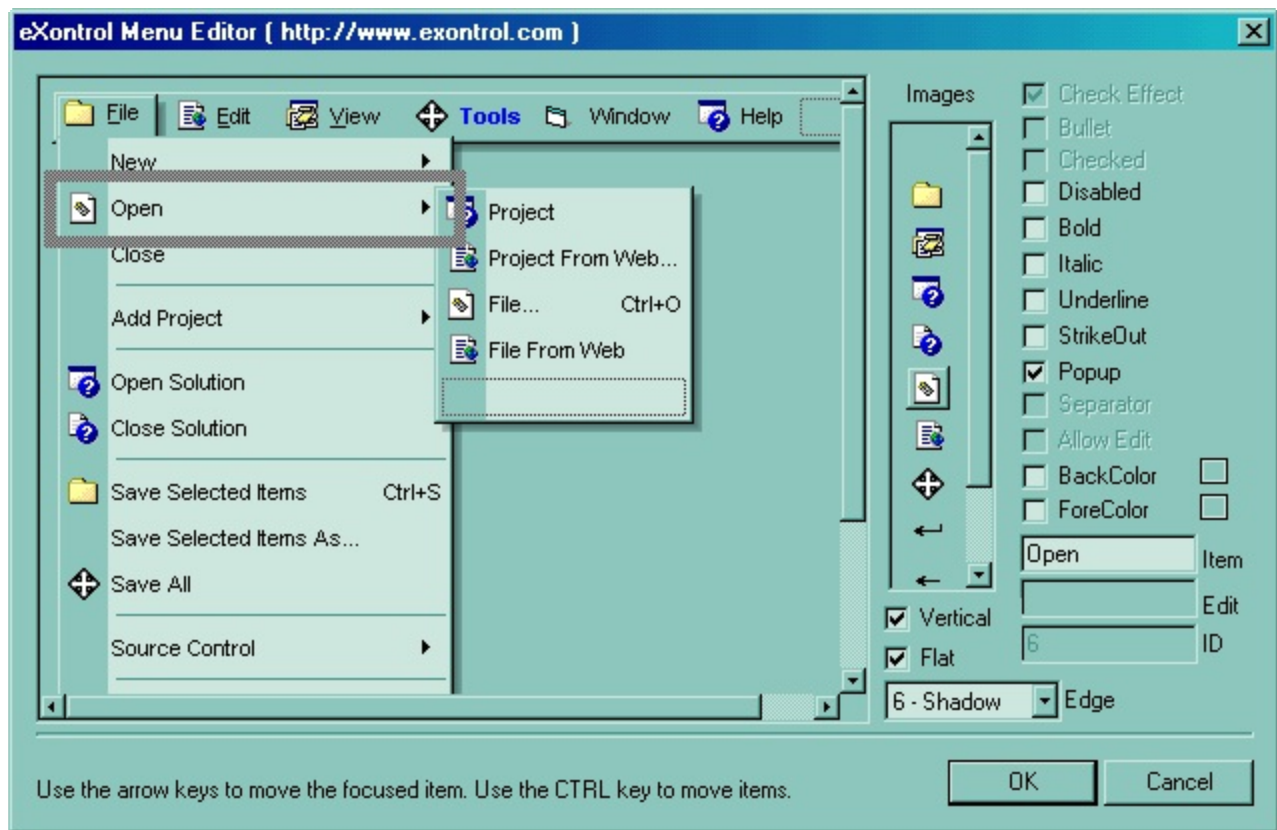 eXontrol Menu Editor ( http://www.exontrol.com )
File Edit View Tools Window Help
New
Open
Close
Add Project
Open Solution
Close Solution
Save Selected Items Ctrl+S
Save Selected Items As...
Save All
Source Control
Project
Project From Web...
File... Ctrl+O
File From Web
Images
Vertical
Flat
6 - Shadow Edge
Check Effect
Bullet
Checked
Disabled
Bold
Italic
Underline
StrikeOut
Popup
Separator
Allow Edit
BackColor
ForeColor
Open Item
Edit
6 ID
Use the arrow keys to move the focused item. Use the CTRL key to move items.
OK Cancel